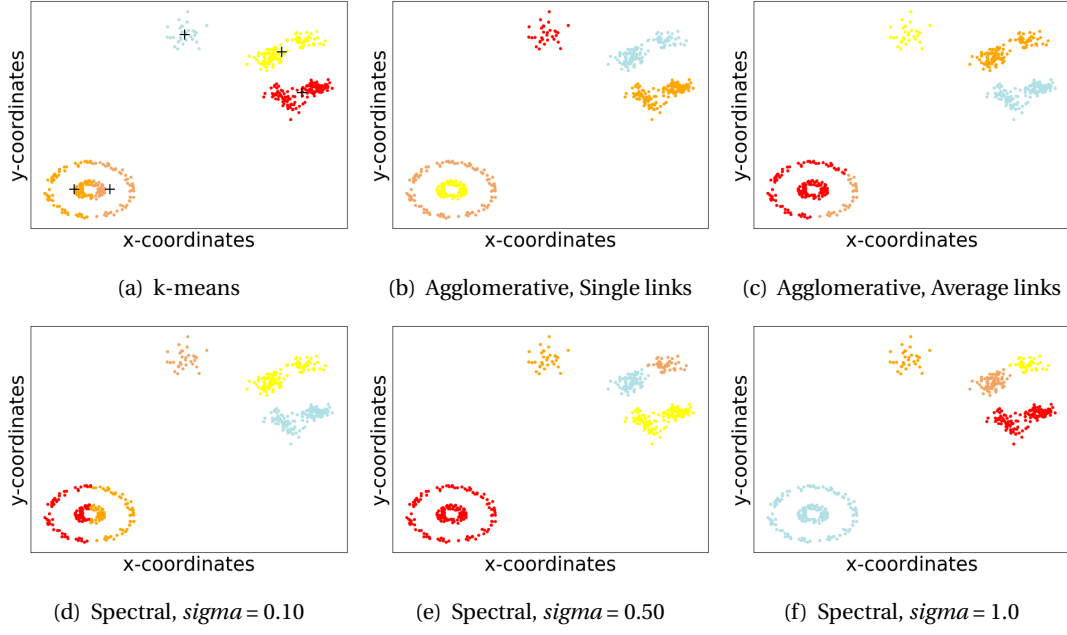 y-coordinates
x-coordinates
(a) k-means
y-coordinates
x-coordinates
(b) Agglomerative, Single links
y-coordinates
x-coordinates
(c) Agglomerative, Average links
y-coordinates
x-coordinates
(d) Spectral, sigma = 0.10
y-coordinates
x-coordinates
(e) Spectral, sigma = 0.50
y-coordinates
x-coordinates
(f) Spectral, sigma = 1.0